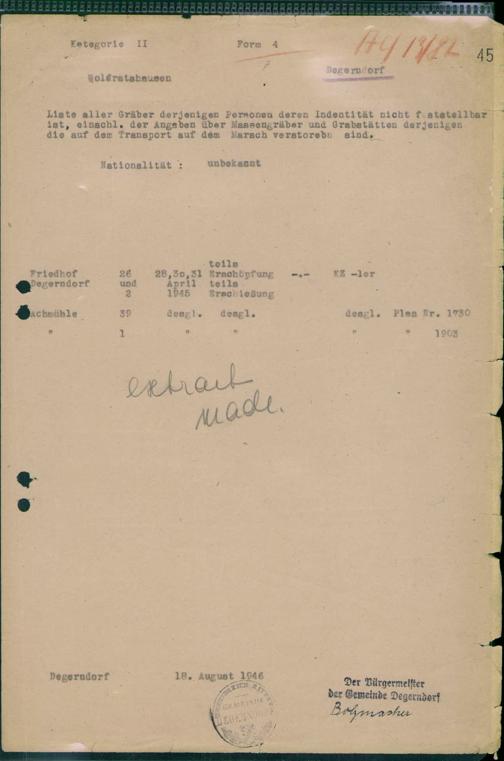 Kategorie II Form 4 45
Degerndorf
Wolfratshausen
Liste aller Gräber derjenigen Personen deren Indentität nicht feststellbar
ist, einschl. der Angaben über Massengräber und Grabstätten derjenigen
die auf dem Transport auf dem Marsch verstorebn sind.
Nationalität : unbekannt
teils
Friedhof 26 28,30,31 Erschöpfung -.- KZ -ler
Degerndorf und April teils
2 1945 Erschießung
Achmühle 39 desgl. desgl. desgl. Plan Nr. 1730
" 1 " " " " 1903
extract
made.
Degerndorf 18. August 1946
Der Bürgermeister
der Gemeinde Degerndorf
GEMEINDE